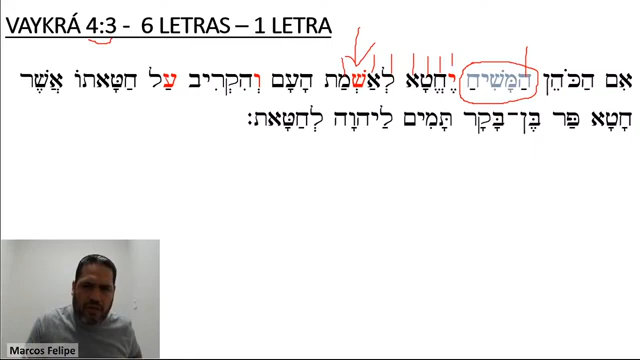 VAYKRÁ 4:3 - 6 LETRAS – 1 LETRA
אִם הַכֹּהֵן הַמָּשִׁיחַ יֶחֱטָא לְאַשְׁמַת הָעָם וְהִקְרִיב עַל חַטָּאתוֹ אֲשֶׁר
חָטָא פַּר בֶּן־בָּקָר תָּמִים לַיהוָה לְחַטָּאת׃
Marcos Felipe